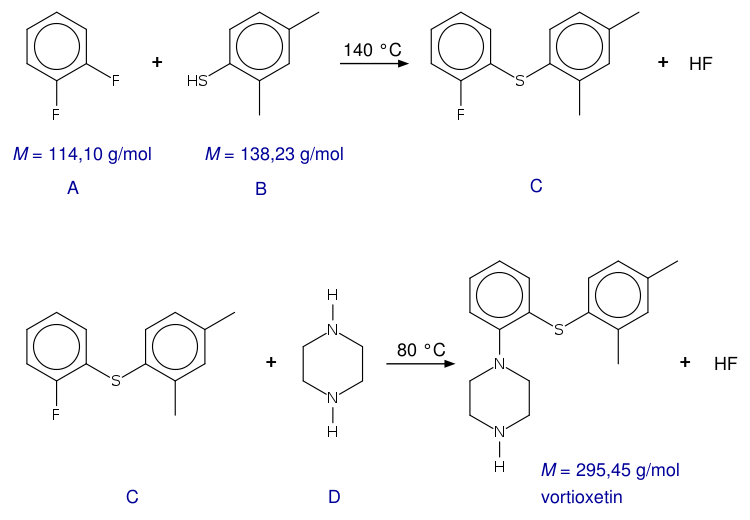 140 °C
F
F
+
HS
S
F
+
HF
M = 114,10 g/mol
M = 138,23 g/mol
A
B
C
80 °C
S
F
+
H
N
N
H
S
N
N
H
+
HF
M = 295,45 g/mol
vortioxetin
C
D